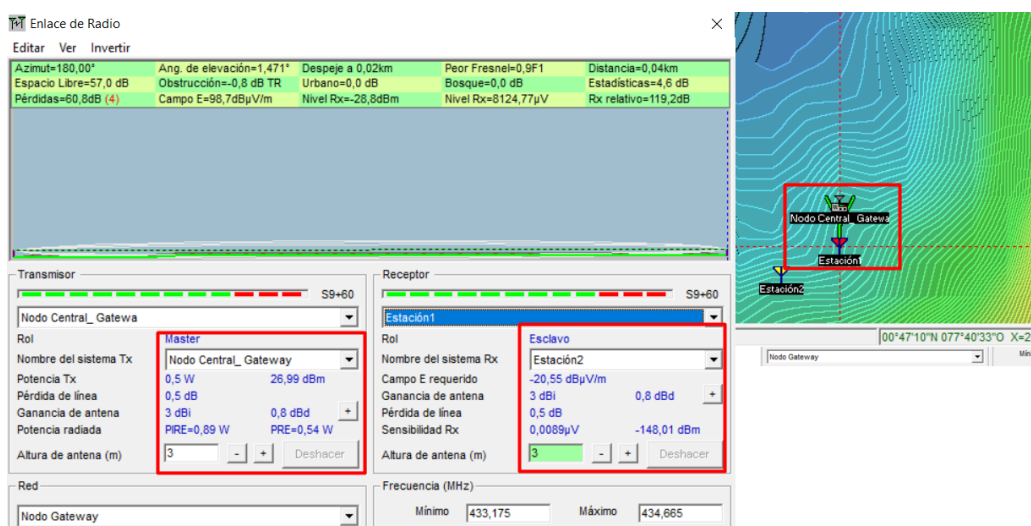 Enlace de Radio
Editar Ver Invertir
Azimut=180,00° Ang. de elevación=1,471° Despeje a 0,02km Peor Fresnel=0,9F1 Distancia=0,04km
Espacio Libre=57,0 dB Obstrucción=-0,8 dB TR Urbano=0,0 dB Bosque=0,0 dB Estadísticas=4,6 dB
Pérdidas=60,8dB (4) Campo E=98,7dBµV/m Nivel Rx=-28,8dBm Nivel Rx=8124,77µV Rx relativo=119,2dB
Transmisor
S9+60
Nodo Central_ Gatewa
Rol Master
Nombre del sistema Tx Nodo Central_ Gateway
Potencia Tx 0,5 W 26,99 dBm
Pérdida de línea 0,5 dB
Ganancia de antena 3 dBi 0,8 dBd +
Potencia radiada PIRE=0,89 W PRE=0,54 W
Altura de antena (m) 3 - + Deshacer
Red
Nodo Gateway
Receptor
S9+60
Estación1
Rol Esclavo
Nombre del sistema Rx Estación2
Campo E requerido -20,55 dBµV/m
Ganancia de antena 3 dBi 0,8 dBd +
Pérdida de línea 0,5 dB
Sensibilidad Rx 0,0089µV -148,01 dBm
Altura de antena (m) 3 - + Deshacer
Frecuencia (MHz)
Mínimo 433,175 Máximo 434,665
Nodo Central_ Gatewa
Estación1
Estación2
00°47'10"N 077°40'33"O X=2
Nodo Gateway